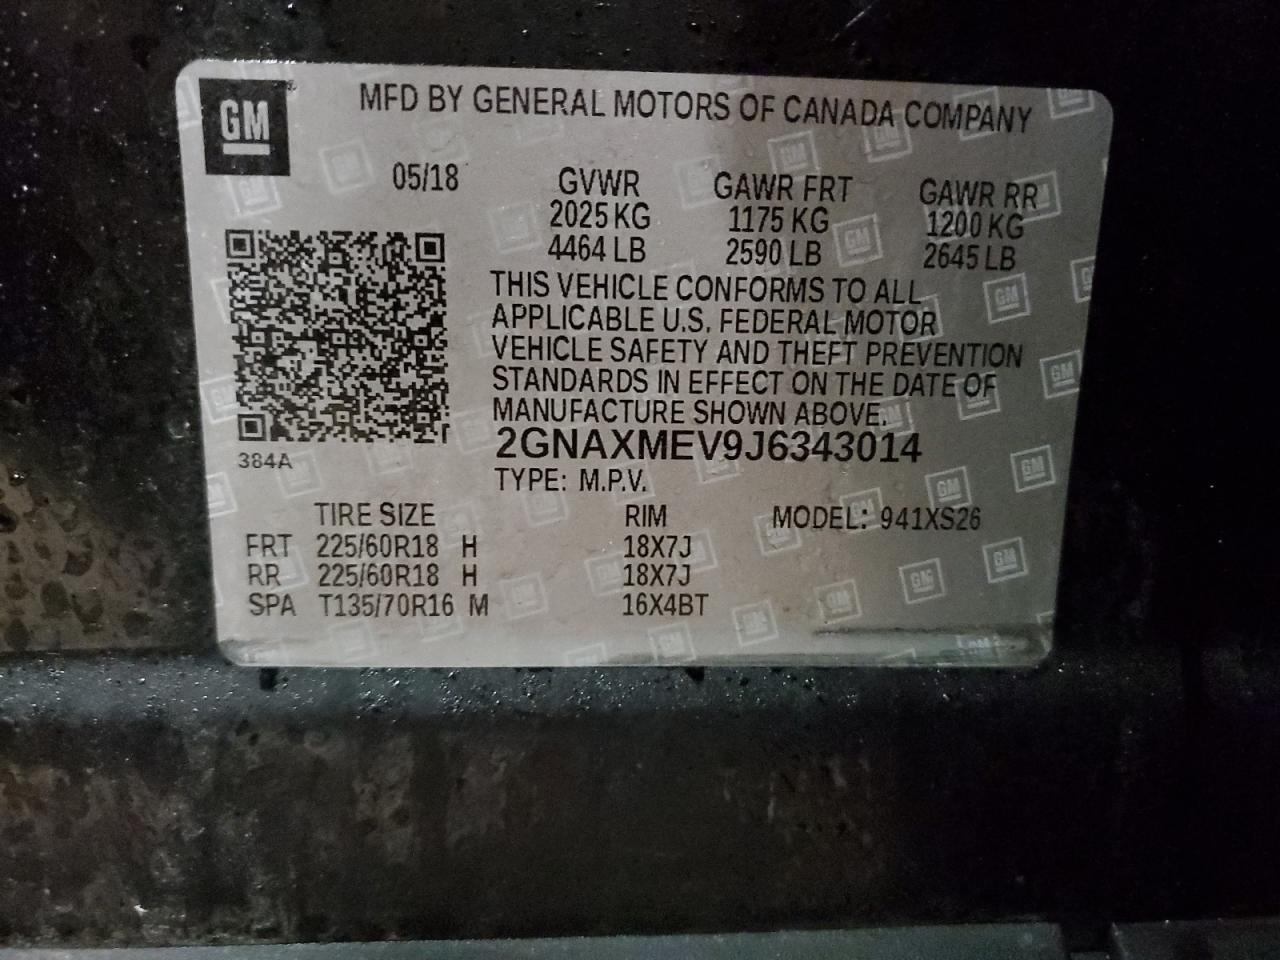 GM
MFD BY GENERAL MOTORS OF CANADA COMPANY
05/18
GVWR GAWR FRT GAWR RR
2025 KG 1175 KG 1200 KG
4464 LB 2590 LB 2645 LB
THIS VEHICLE CONFORMS TO ALL
APPLICABLE U.S. FEDERAL MOTOR
VEHICLE SAFETY AND THEFT PREVENTION
STANDARDS IN EFFECT ON THE DATE OF
MANUFACTURE SHOWN ABOVE.
2GNAXMEV9J6343014
384A
TYPE: M.P.V.
TIRE SIZE RIM MODEL: 941XS26
FRT 225/60R18 H 18X7J
RR 225/60R18 H 18X7J
SPA T135/70R16 M 16X4BT